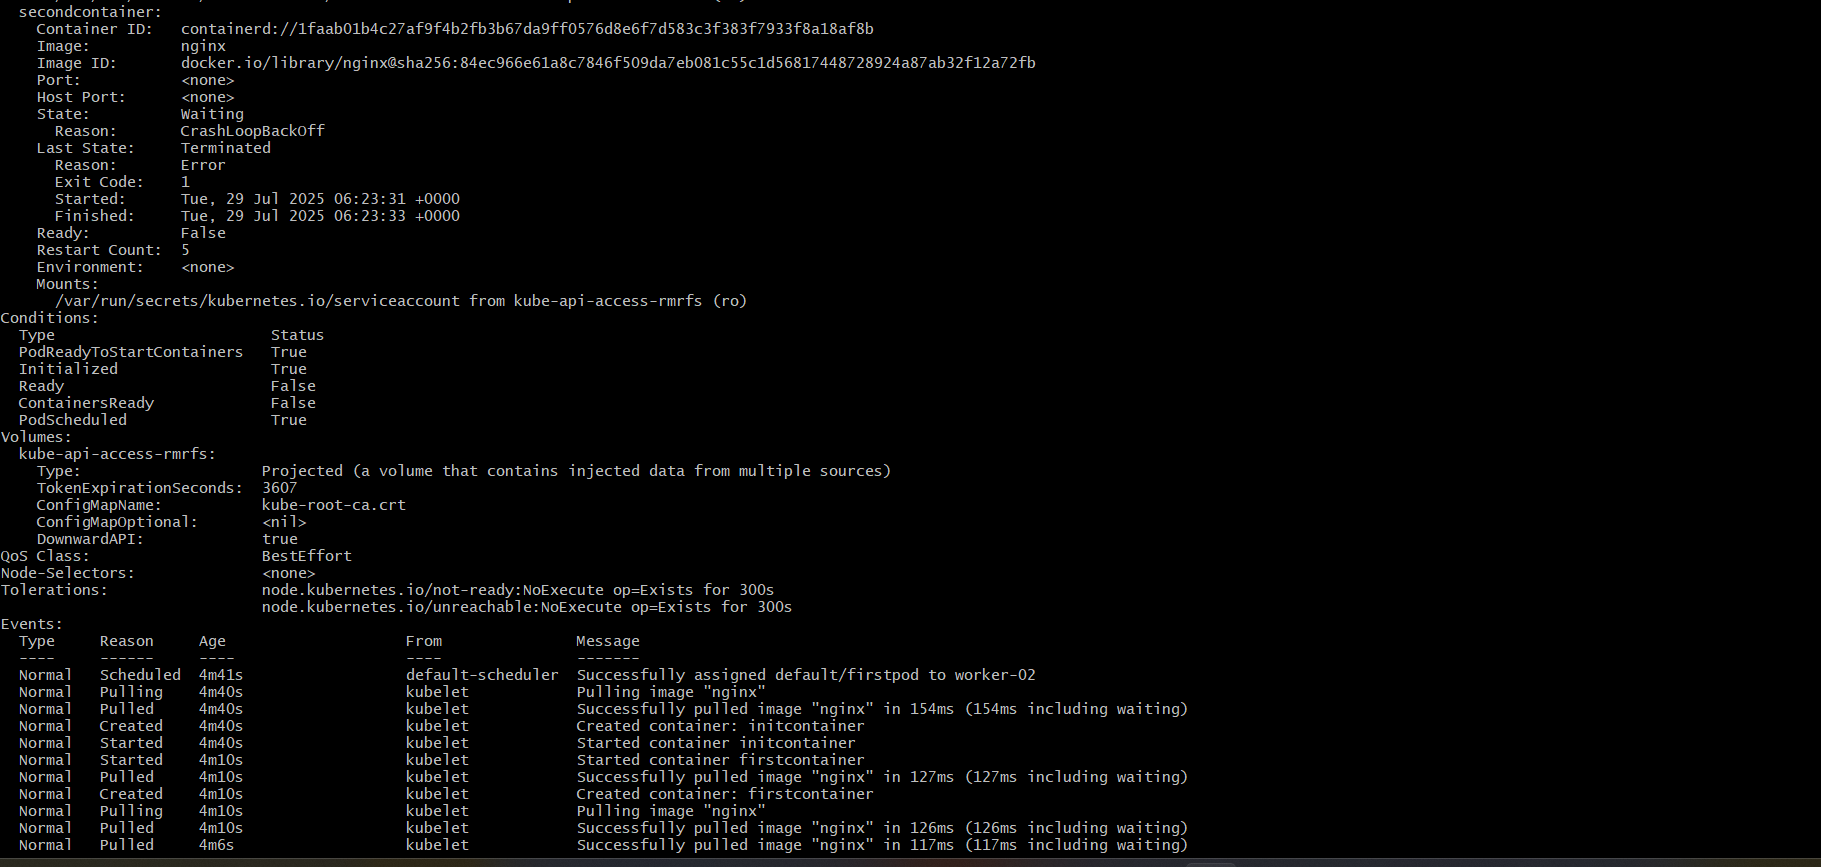 secondcontainer:
Container ID: containerd://1faab01b4c27af9f4b2fb3b67da9ff0576d8e6f7d583c3f383f7933f8a18af8b
Image: nginx
Image ID: docker.io/library/nginx@sha256:84ec966e61a8c7846f509da7eb081c55c1d56817448728924a87ab32f12a72fb
Port: <none>
Host Port: <none>
State: Waiting
Reason: CrashLoopBackOff
Last State: Terminated
Reason: Error
Exit Code: 1
Started: Tue, 29 Jul 2025 06:23:31 +0000
Finished: Tue, 29 Jul 2025 06:23:33 +0000
Ready: False
Restart Count: 5
Environment: <none>
Mounts:
/var/run/secrets/kubernetes.io/serviceaccount from kube-api-access-rmrfs (ro)
Conditions:
Type Status
PodReadyToStartContainers True
Initialized True
Ready False
ContainersReady False
PodScheduled True
Volumes:
kube-api-access-rmrfs:
Type: Projected (a volume that contains injected data from multiple sources)
TokenExpirationSeconds: 3607
ConfigMapName: kube-root-ca.crt
ConfigMapOptional: <nil>
DownwardAPI: true
QoS Class: BestEffort
Node-Selectors: <none>
Tolerations: node.kubernetes.io/not-ready:NoExecute op=Exists for 300s
node.kubernetes.io/unreachable:NoExecute op=Exists for 300s
Events:
Type Reason Age From Message
---- ------ ---- ---- -------
Normal Scheduled 4m41s default-scheduler Successfully assigned default/firstpod to worker-02
Normal Pulling 4m40s kubelet Pulling image "nginx"
Normal Pulled 4m40s kubelet Successfully pulled image "nginx" in 154ms (154ms including waiting)
Normal Created 4m40s kubelet Created container: initcontainer
Normal Started 4m40s kubelet Started container initcontainer
Normal Started 4m10s kubelet Started container firstcontainer
Normal Pulled 4m10s kubelet Successfully pulled image "nginx" in 127ms (127ms including waiting)
Normal Created 4m10s kubelet Created container: firstcontainer
Normal Pulling 4m10s kubelet Pulling image "nginx"
Normal Pulled 4m10s kubelet Successfully pulled image "nginx" in 126ms (126ms including waiting)
Normal Pulled 4m6s kubelet Successfully pulled image "nginx" in 117ms (117ms including waiting)